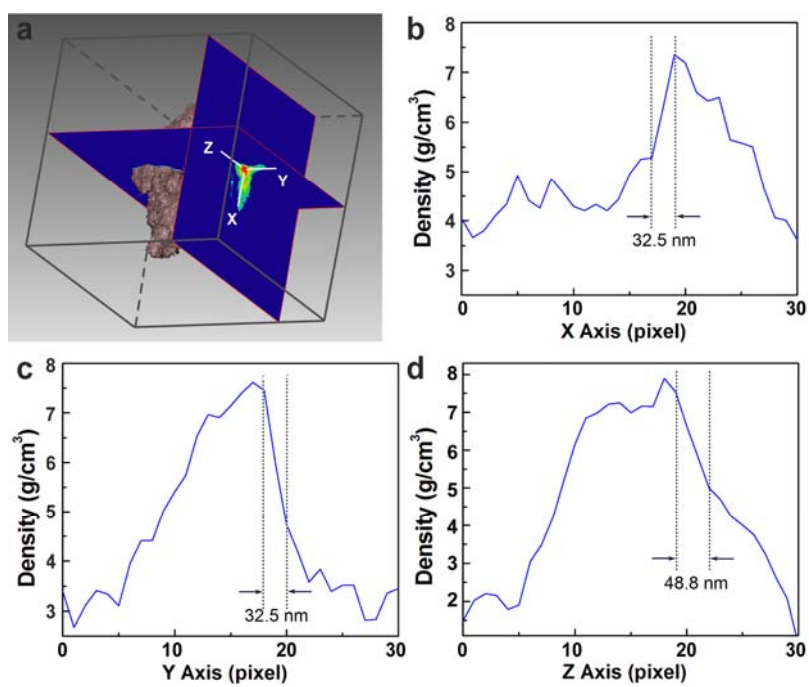 a
Z
Y
X
b
Density (g/cm³)
8
7
6
5
4
3
32.5 nm
0
10
20
30
X Axis (pixel)
c
Density (g/cm³)
8
7
6
5
4
3
32.5 nm
0
10
20
30
Y Axis (pixel)
d
Density (g/cm³)
8
7
6
5
4
3
2
48.8 nm
0
10
20
30
Z Axis (pixel)